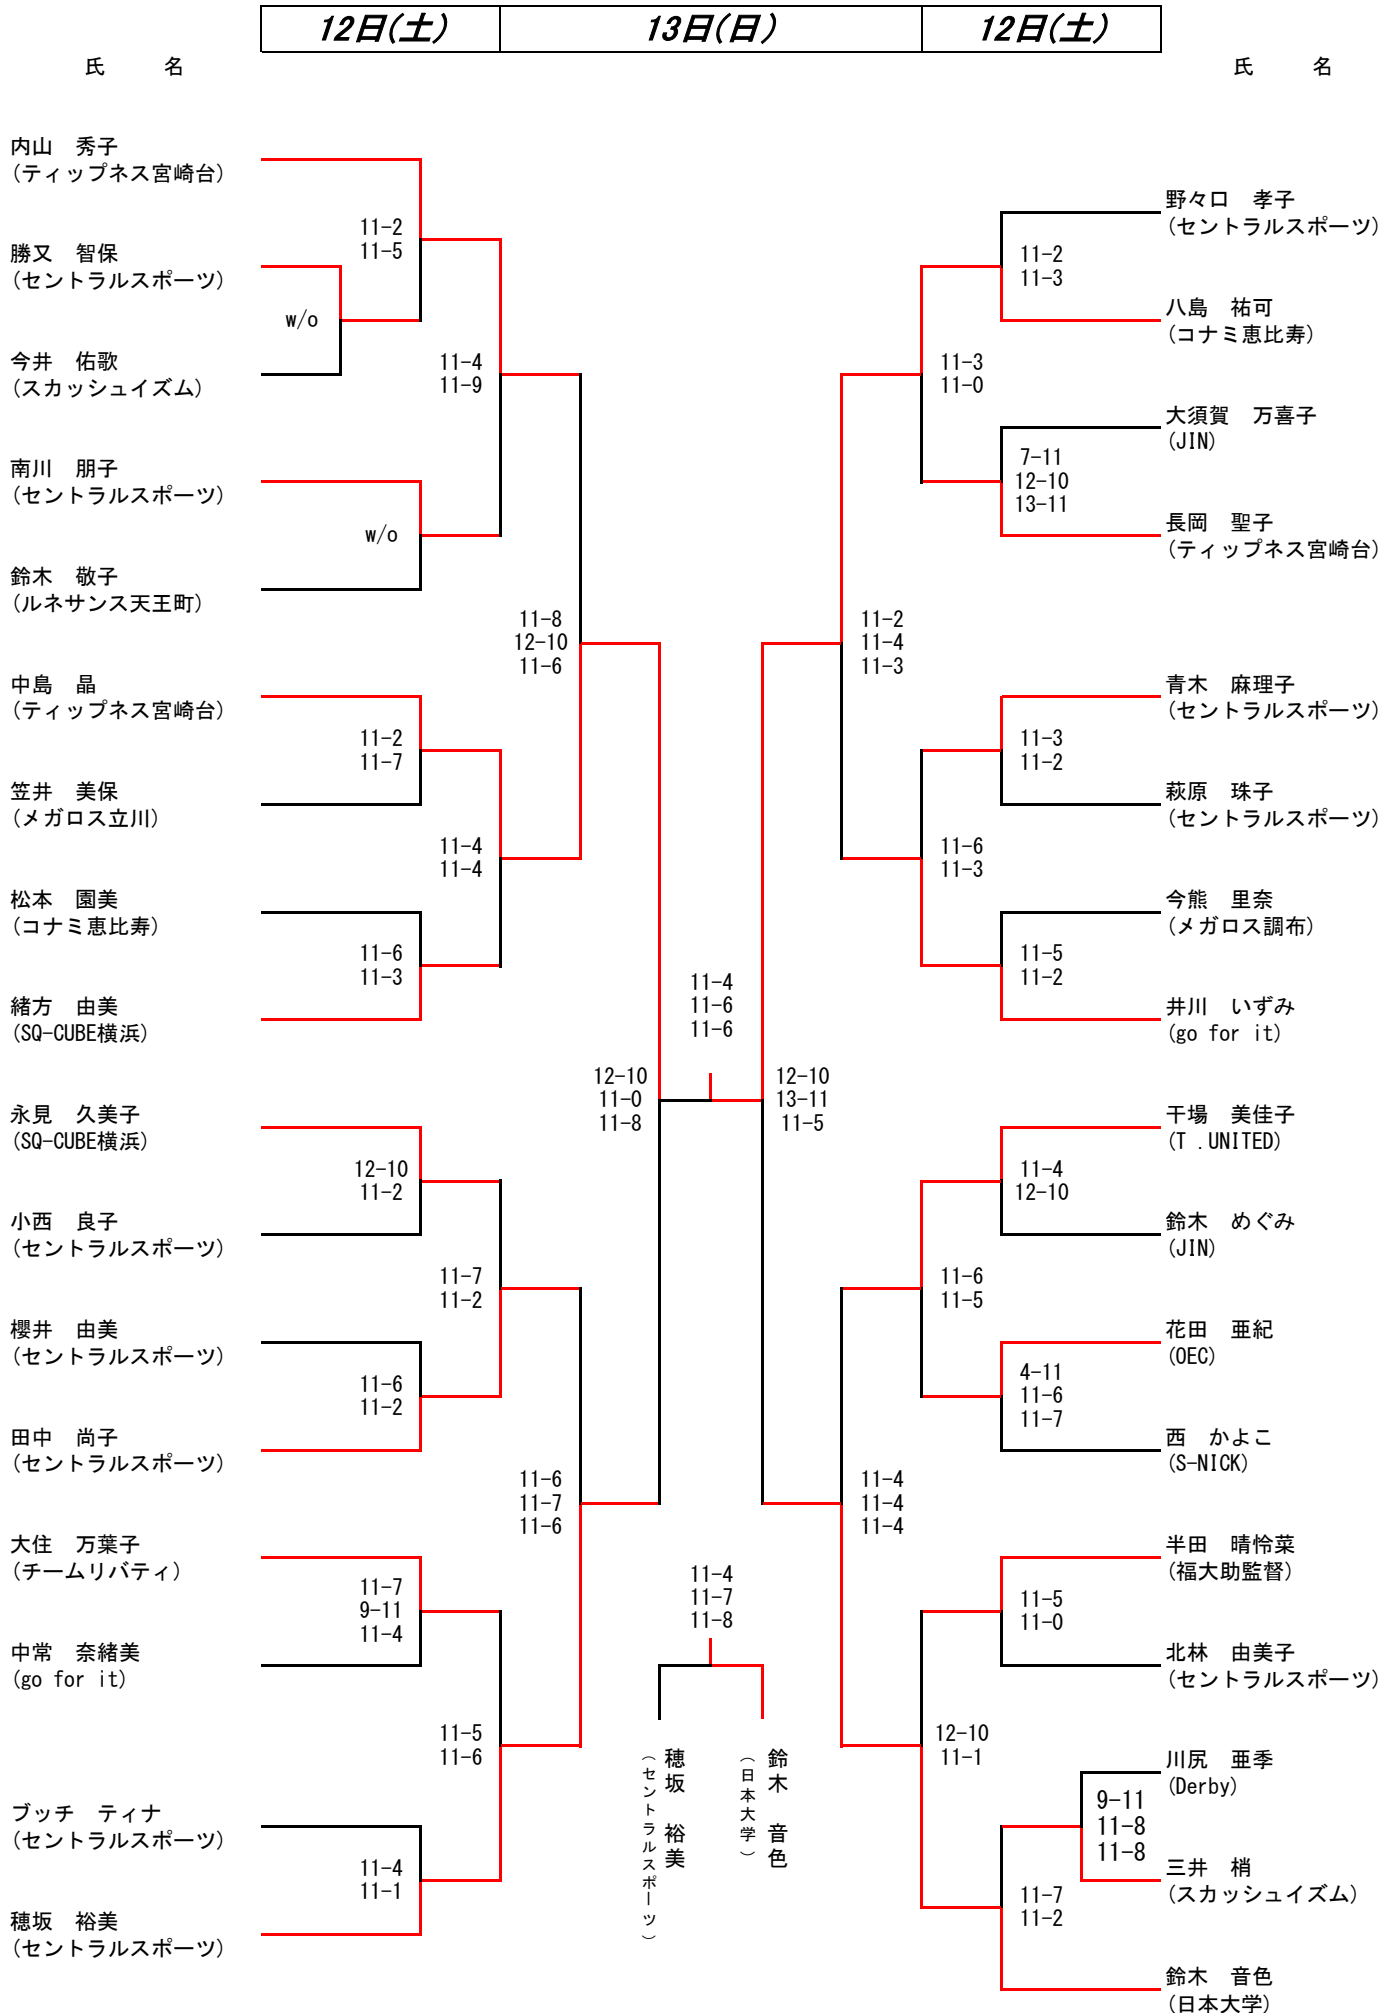 12日(土)
13日(日)
12日(土)
氏 名
氏 名
内山 秀子
(ティップネス宮崎台)
勝又 智保
(セントラルスポーツ)
今井 佑歌
(スカッシュイズム)
南川 朋子
(セントラルスポーツ)
鈴木 敬子
(ルネサンス天王町)
中島 晶
(ティップネス宮崎台)
笠井 美保
(メガロス立川)
松本 園美
(コナミ恵比寿)
緒方 由美
(SQ-CUBE横浜)
永見 久美子
(SQ-CUBE横浜)
小西 良子
(セントラルスポーツ)
櫻井 由美
(セントラルスポーツ)
田中 尚子
(セントラルスポーツ)
大住 万葉子
(チームリバティ)
中常 奈緒美
(go for it)
ブッチ ティナ
(セントラルスポーツ)
穂坂 裕美
(セントラルスポーツ)
w/o
11-2
11-5
w/o
11-2
11-7
11-6
11-3
12-10
11-2
11-6
11-2
11-7
9-11
11-4
11-4
11-1
11-4
11-9
11-4
11-4
11-7
11-2
11-5
11-6
11-8
12-10
11-6
11-6
11-7
11-6
12-10
11-0
11-8
11-4
11-6
11-6
12-10
13-11
11-5
11-4
11-7
11-8
穂坂 裕美
(セントラルスポーツ)
鈴木 音色
(日本大学)
11-2
11-4
11-3
11-4
11-4
11-4
11-3
11-0
11-6
11-3
11-6
11-5
12-10
11-1
11-2
11-3
7-11
12-10
13-11
11-3
11-2
11-5
11-2
11-4
12-10
4-11
11-6
11-7
11-5
11-0
11-7
11-2
9-11
11-8
11-8
野々口 孝子
(セントラルスポーツ)
八島 祐可
(コナミ恵比寿)
大須賀 万喜子
(JIN)
長岡 聖子
(ティップネス宮崎台)
青木 麻理子
(セントラルスポーツ)
萩原 珠子
(セントラルスポーツ)
今熊 里奈
(メガロス調布)
井川 いずみ
(go for it)
干場 美佳子
(T .UNITED)
鈴木 めぐみ
(JIN)
花田 亜紀
(OEC)
西 かよこ
(S-NICK)
半田 晴怜菜
(福大助監督)
北林 由美子
(セントラルスポーツ)
川尻 亜季
(Derby)
三井 梢
(スカッシュイズム)
鈴木 音色
(日本大学)